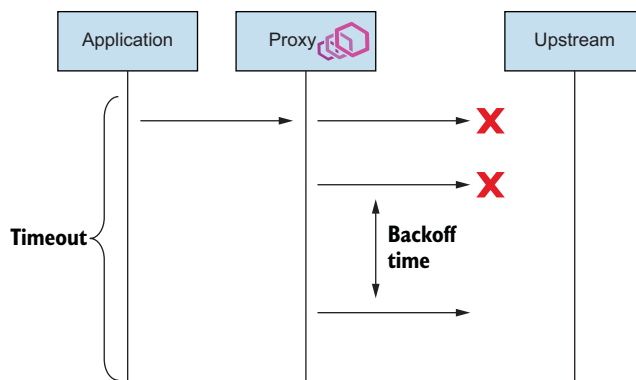 Application
Proxy
Upstream
Timeout
Backoff
time